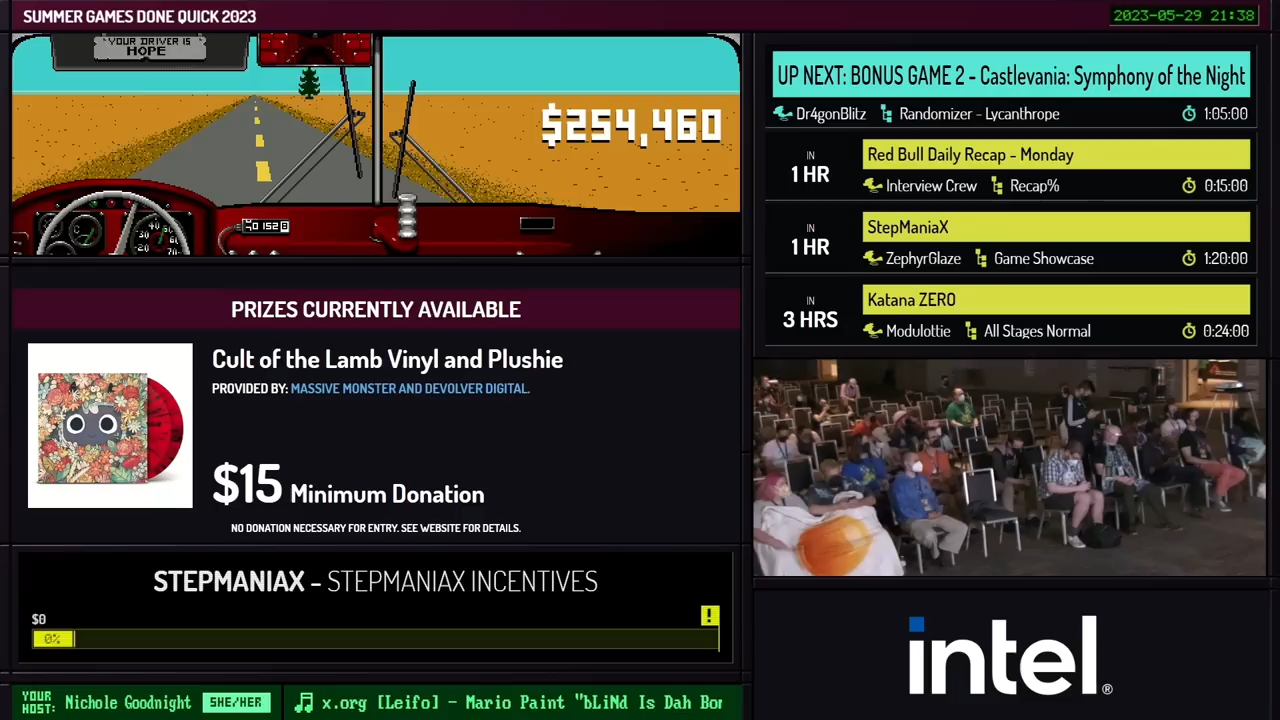 SUMMER GAMES DONE QUICK 2023
2023-05-29 21:38
YOUR DRIVER IS
HOPE
$254,460
UP NEXT: BONUS GAME 2 - Castlevania: Symphony of the Night
Dr4gonBlitz Randomizer - Lycanthrope 1:05:00
IN
1 HR
Red Bull Daily Recap - Monday
Interview Crew Recap% 0:15:00
IN
1 HR
StepManiaX
ZephyrGlaze Game Showcase 1:20:00
IN
3 HRS
Katana ZERO
Modulottie All Stages Normal 0:24:00
PRIZES CURRENTLY AVAILABLE
Cult of the Lamb Vinyl and Plushie
PROVIDED BY: MASSIVE MONSTER AND DEVOLVER DIGITAL.
$15 Minimum Donation
NO DONATION NECESSARY FOR ENTRY. SEE WEBSITE FOR DETAILS.
STEPMANIAX - STEPMANIAX INCENTIVES
$0
!
0%
intel®
YOUR HOST: Nichole Goodnight SHE/HER
x.org [Leifo] - Mario Paint "bLiNd Is Dah Bor